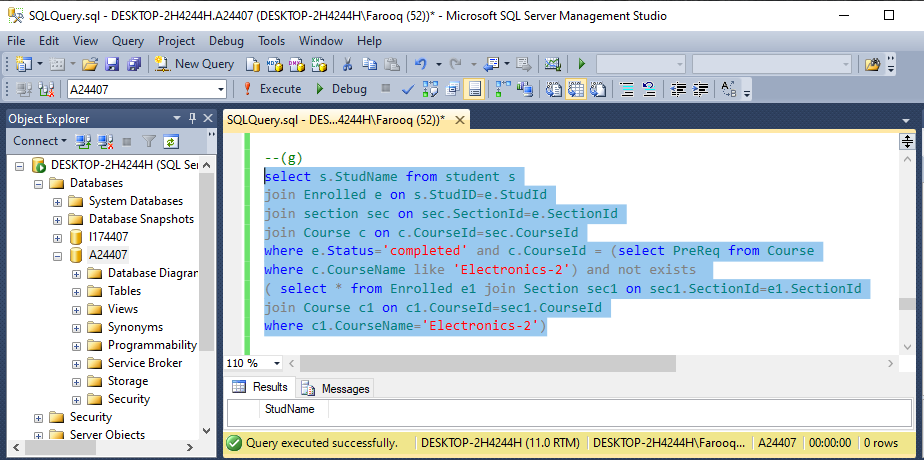 SQLQuery.sql - DESKTOP-2H4244H.A24407 (DESKTOP-2H4244H\Farooq (52))* - Microsoft SQL Server Management Studio
File Edit View Query Project Debug Tools Window Help
New Query
A24407 Execute Debug
Object Explorer
Connect
DESKTOP-2H4244H (SQL Ser
Databases
System Databases
Database Snapshots
I174407
A24407
Database Diagrar
Tables
Views
Synonyms
Programmability
Service Broker
Storage
Security
Security
Server Objects
SQLQuery.sql - DES...4244H\Farooq (52))*
--(g)
select s.StudName from student s
join Enrolled e on s.StudID=e.StudId
join section sec on sec.SectionId=e.SectionId
join Course c on c.CourseId=sec.CourseId
where e.Status='completed' and c.CourseId = (select PreReq from Course
where c.CourseName like 'Electronics-2') and not exists
( select * from Enrolled e1 join Section sec1 on sec1.SectionId=e1.SectionId
join Course c1 on c1.CourseId=sec1.CourseId
where c1.CourseName='Electronics-2')
110 %
Results Messages
StudName
Query executed successfully. DESKTOP-2H4244H (11.0 RTM) DESKTOP-2H4244H\Farooq... A24407 00:00:00 0 rows